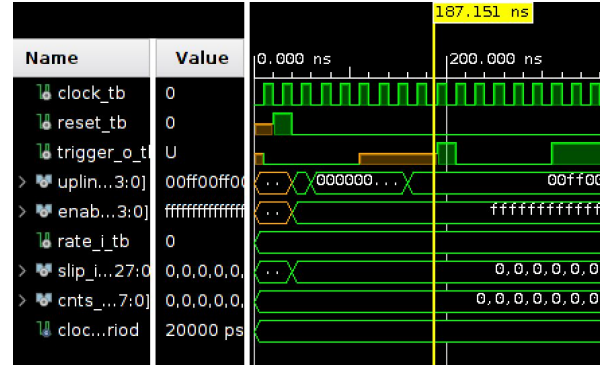 187.151 ns
Name Value 0.000 ns 200.000 ns
clock_tb 0
reset_tb 0
trigger_o_tl U
uplin...3:0] 00ff00ff0( .. 000000... 00ff00
enab...3:0] ffffffffffffffff .. ffffffffffff
rate_i_tb 0
slip_i...27:0 0,0,0,0,0, .. 0,0,0,0,0,0
cnts_...7:0] 0,0,0,0,0, 0,0,0,0,0,0,0
cloc...riod 20000 ps